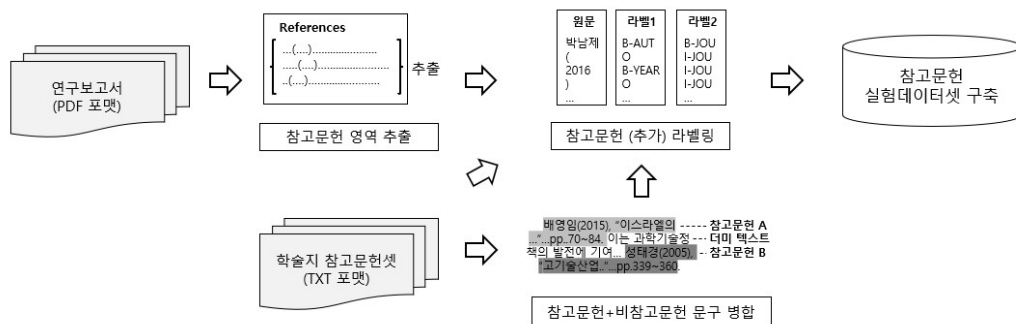 연구보고서
(PDF 포맷)
References
...(....).....................
.....(....).....................
..(....).....................
추출
참고문헌 영역 추출
원문
박남제
(
2016
)
...
라벨1
B-AUT
O
B-YEAR
O
...
라벨2
B-JOU
I-JOU
I-JOU
I-JOU
...
참고문헌 (추가) 라벨링
참고문헌
실험데이터셋 구축
학술지 참고문헌셋
(TXT 포맷)
배영임(2015), "이스라엘의 ----- 참고문헌 A
..."...pp..70~84. 이는 과학기술정 -- 더미 텍스트
책의 발전에 기여... 성태경(2005), -- 참고문헌 B
"고기술산업.."...pp.339~360.
참고문헌+비참고문헌 문구 병합